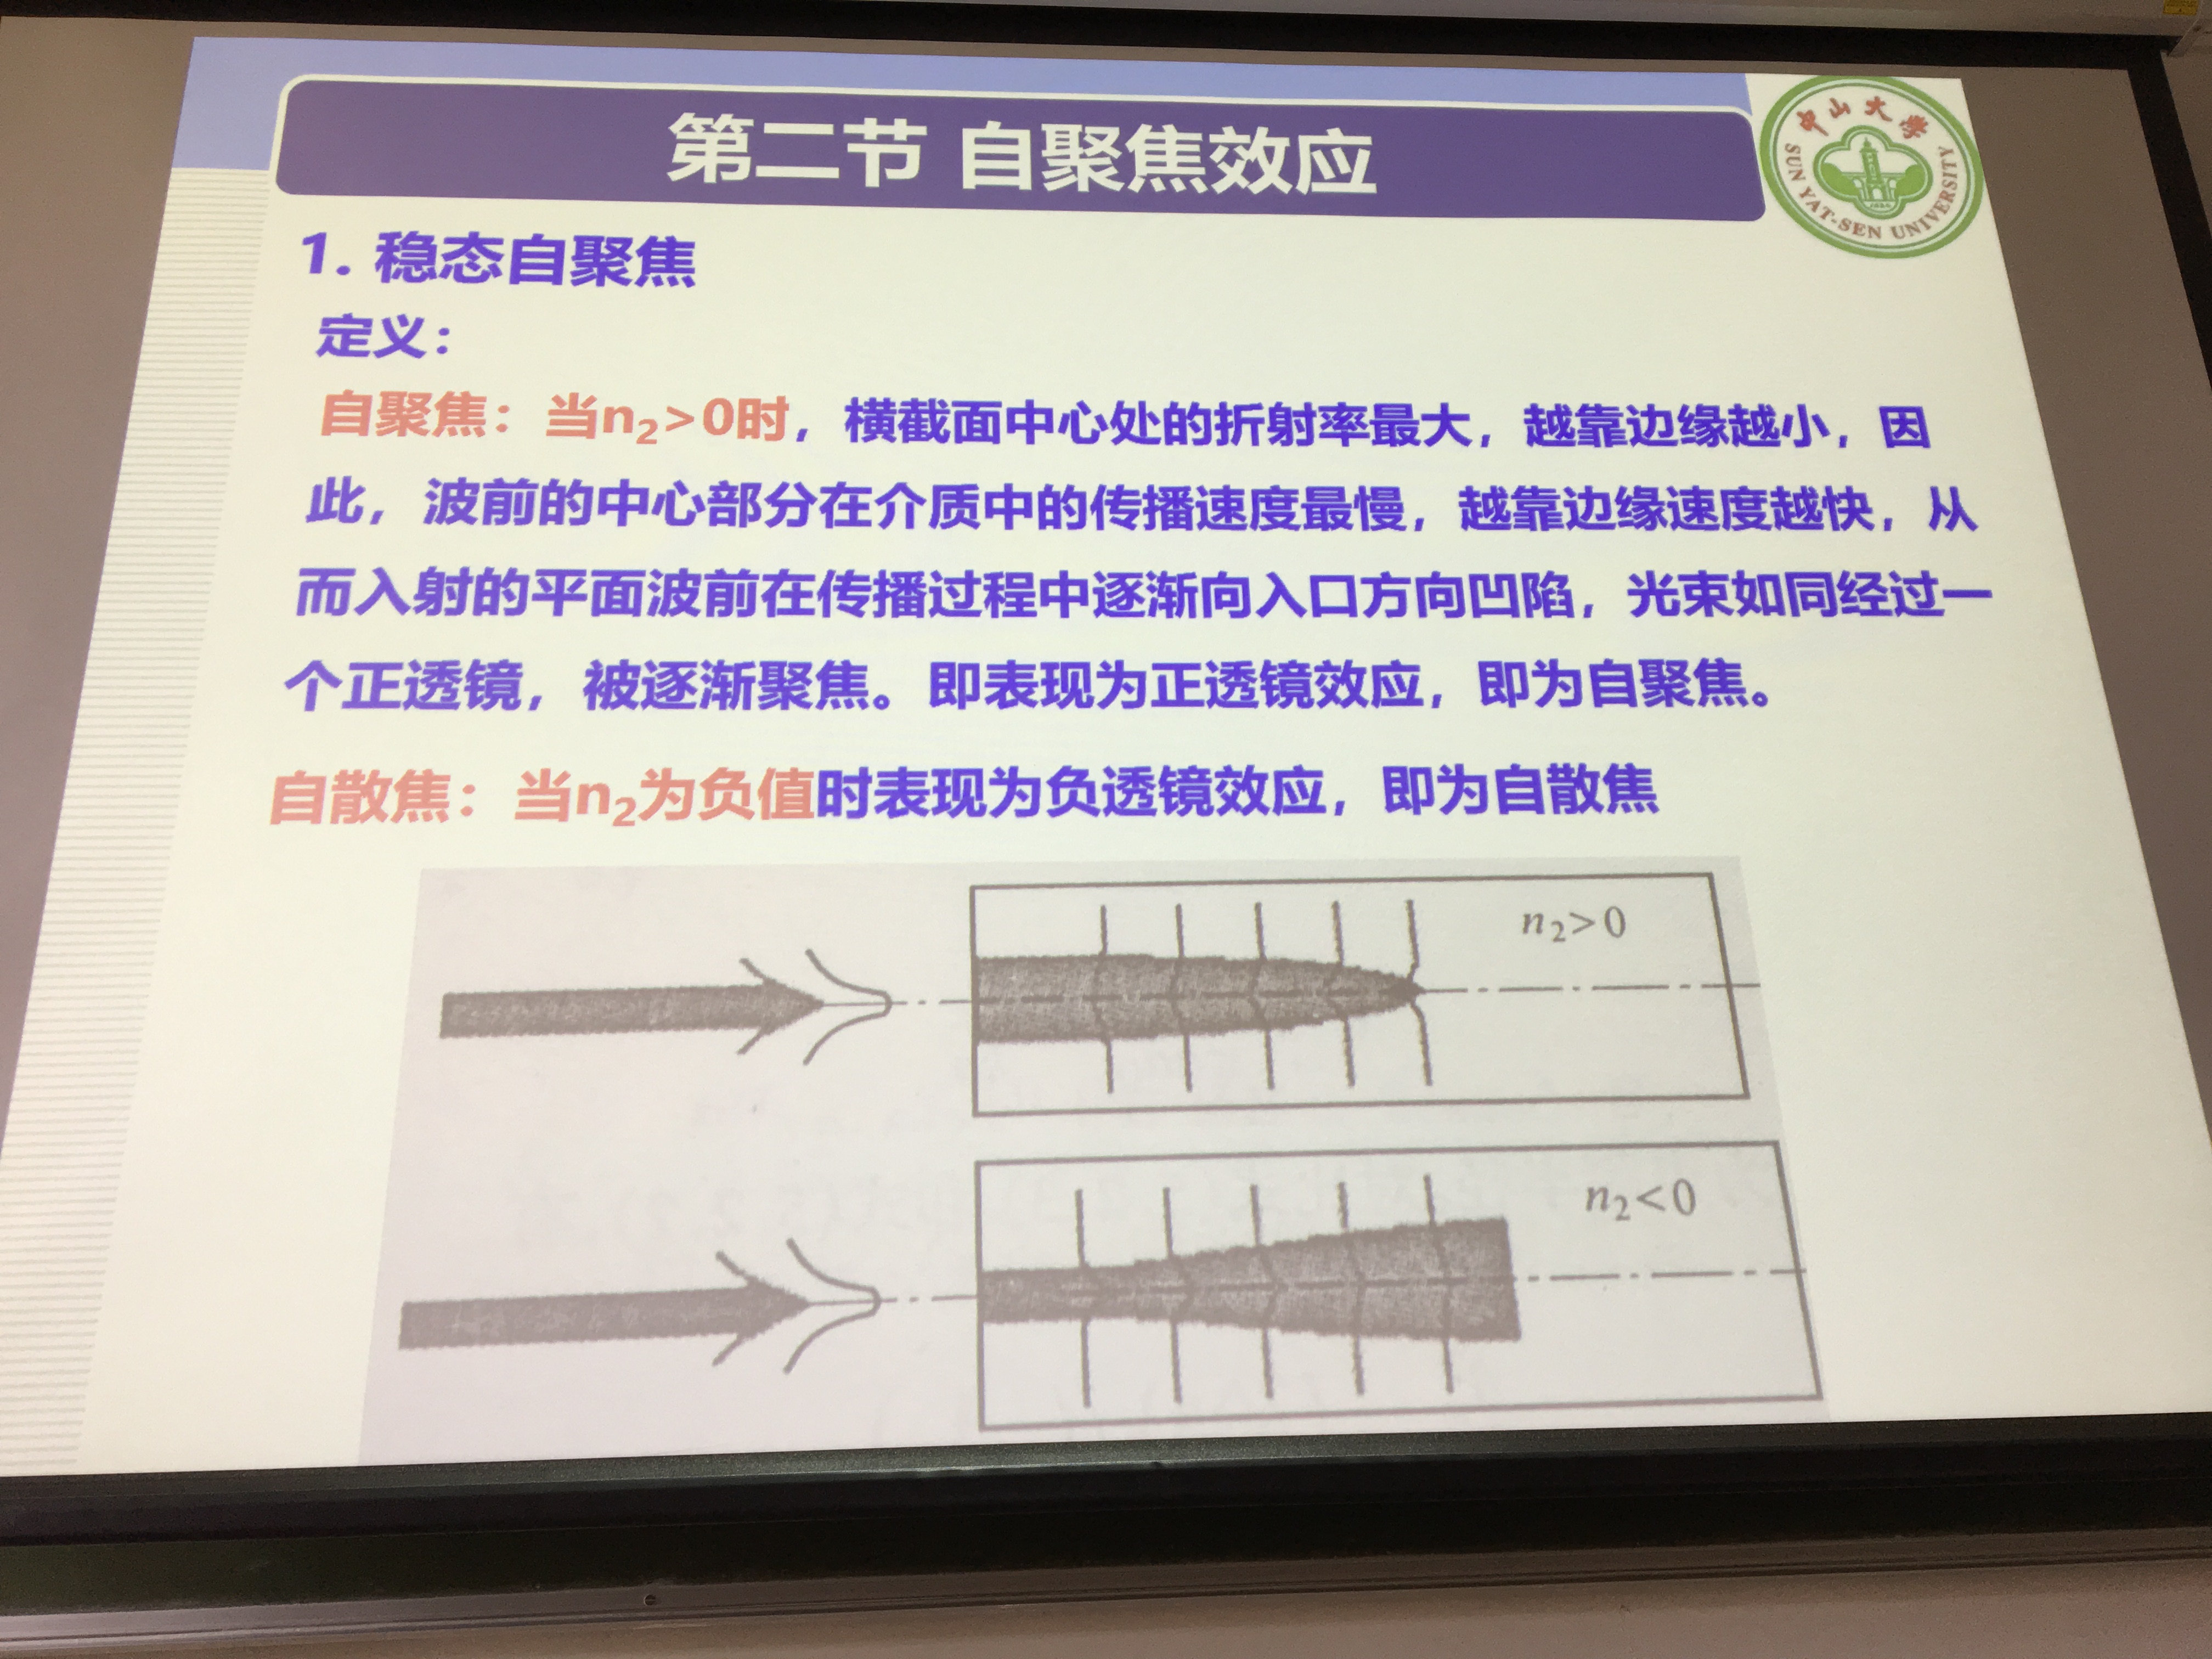 第二节 自聚焦效应
中山大学
SUN YAT-SEN UNIVERSITY
1. 稳态自聚焦
定义：
自聚焦：当n₂>0时，横截面中心处的折射率最大，越靠边缘越小，因
此，波前的中心部分在介质中的传播速度最慢，越靠边缘速度越快，从
而入射的平面波前在传播过程中逐渐向入口方向凹陷，光束如同经过一
个正透镜，被逐渐聚焦。即表现为正透镜效应，即为自聚焦。
自散焦：当n₂为负值时表现为负透镜效应，即为自散焦
n₂>0
n₂<0